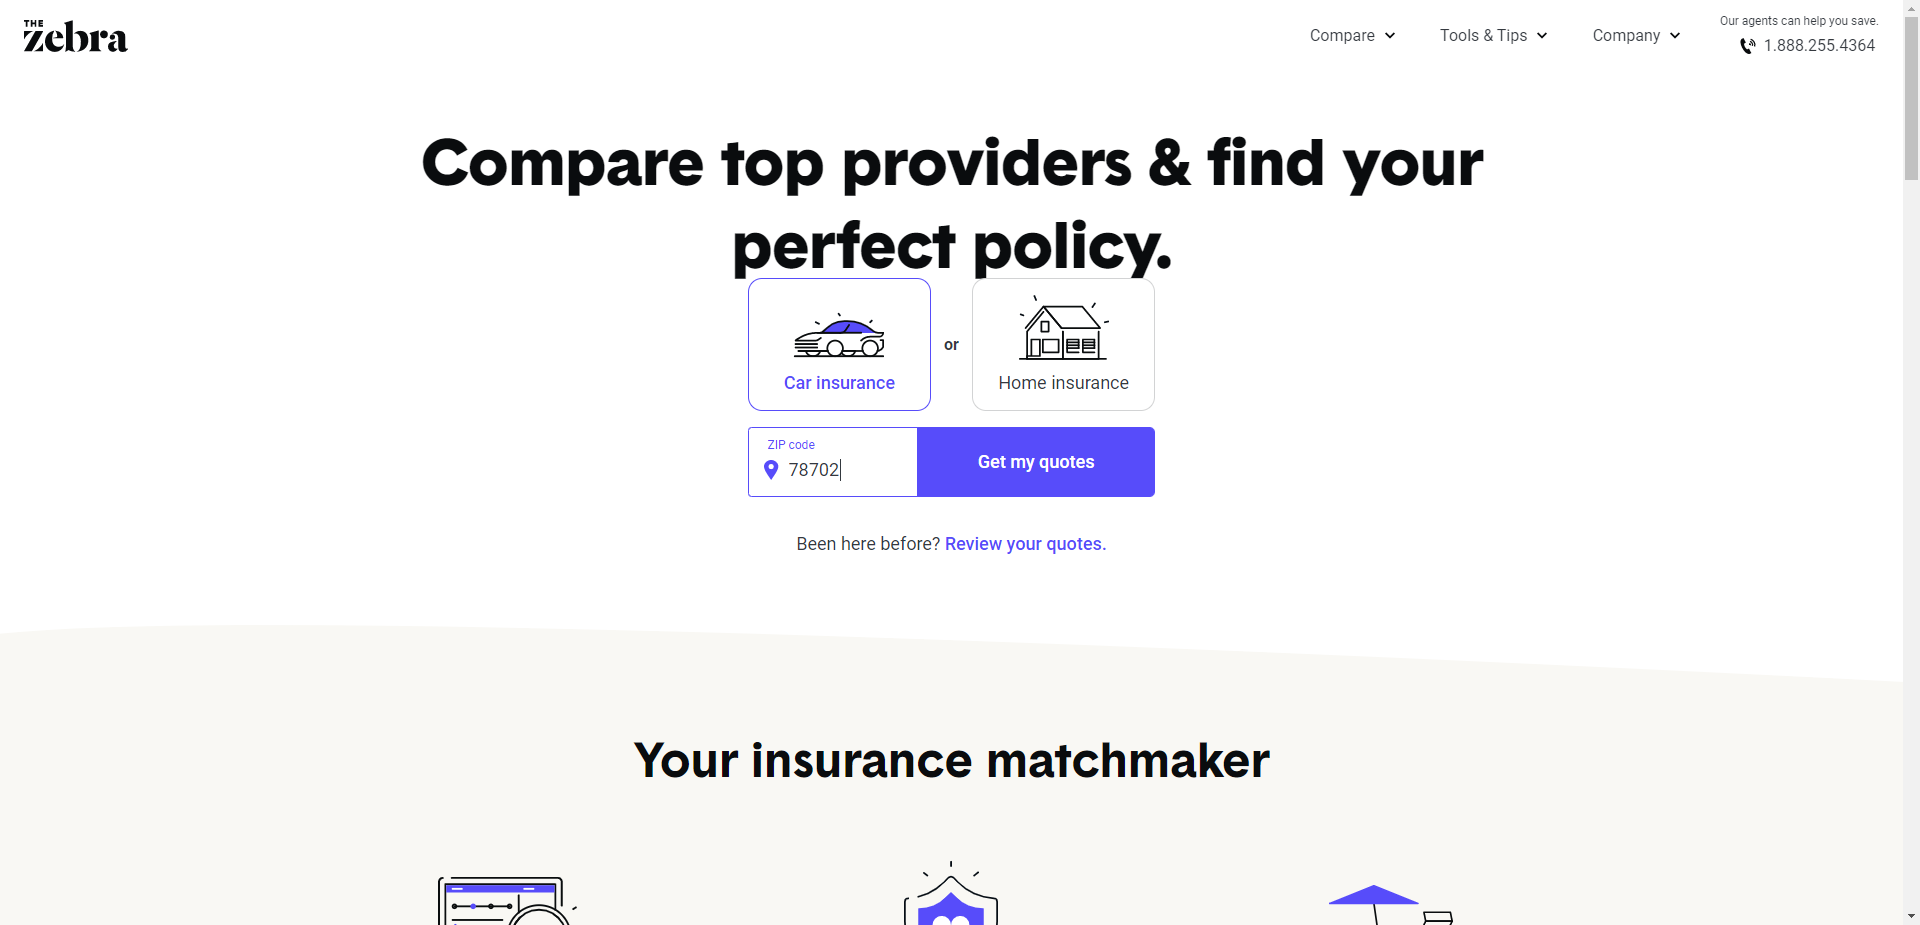 THE
zebra
Compare
Tools & Tips
Company
Our agents can help you save.
1.888.255.4364
Compare top providers & find your
perfect policy.
Car insurance
or
Home insurance
ZIP code
78702
Get my quotes
Been here before? Review your quotes.
Your insurance matchmaker